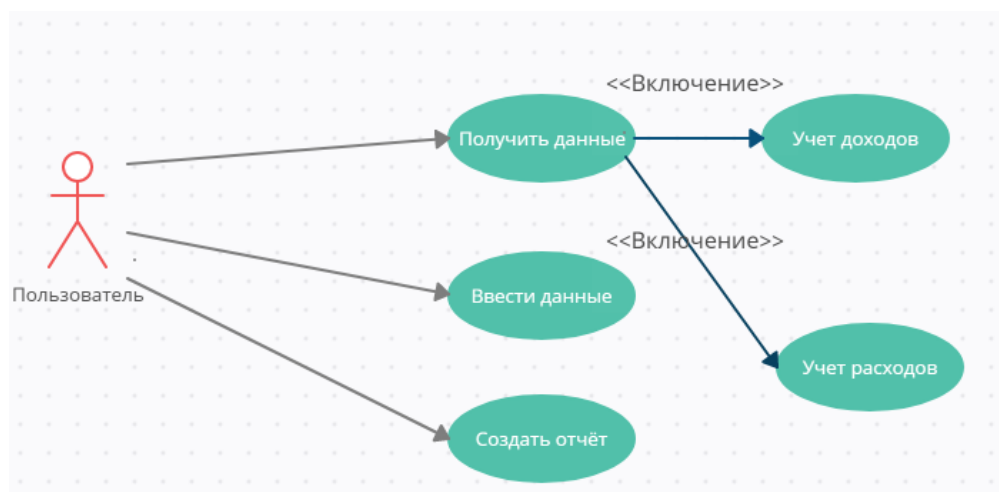 <<Включение>>
Получить данные
Учет доходов
<<Включение>>
Пользователь
Ввести данные
Учет расходов
Создать отчёт